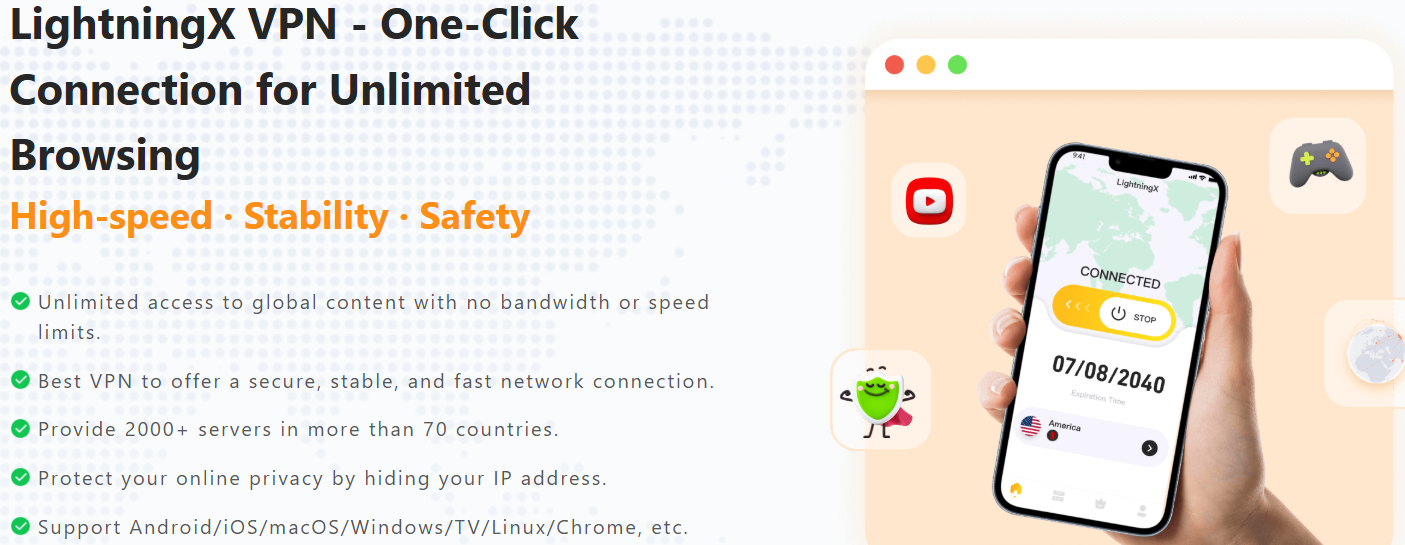 LightningX VPN - One-Click
Connection for Unlimited
Browsing
High-speed · Stability · Safety
Unlimited access to global content with no bandwidth or speed
limits.
Best VPN to offer a secure, stable, and fast network connection.
Provide 2000+ servers in more than 70 countries.
Protect your online privacy by hiding your IP address.
Support Android/iOS/macOS/Windows/TV/Linux/Chrome, etc.
9:41
LightningX
CONNECTED
STOP
07/08/2040
Expiration Time
America